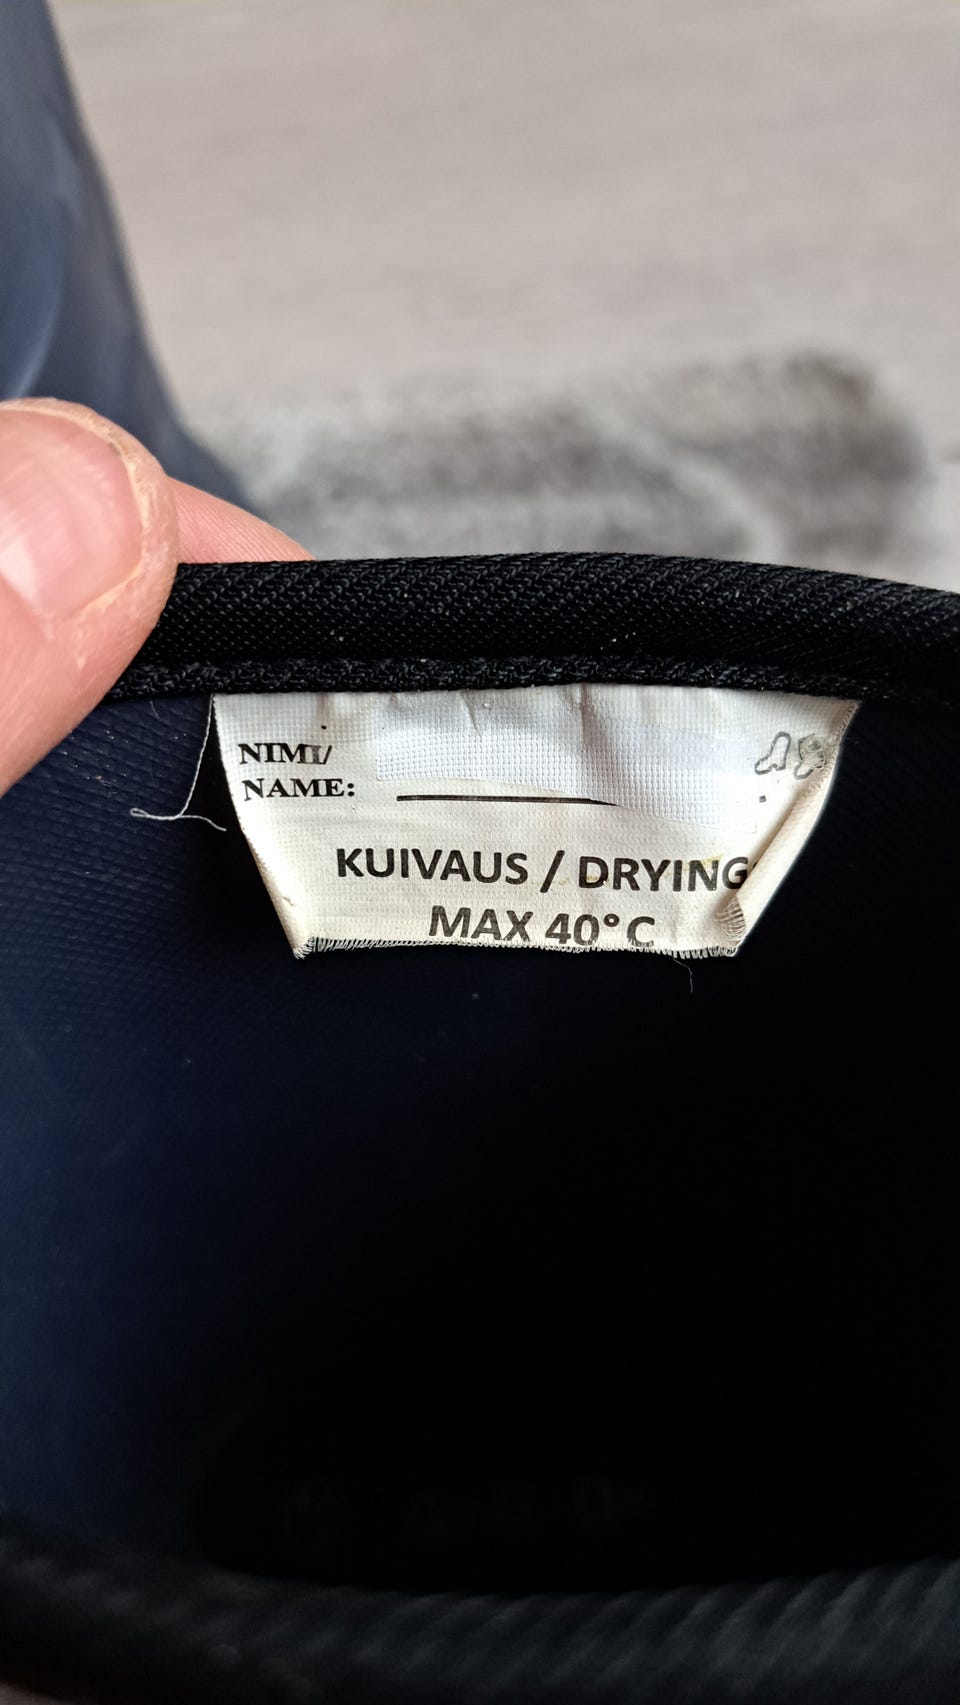 NIMI/
NAME:
KUIVAUS / DRYING
MAX 40°C